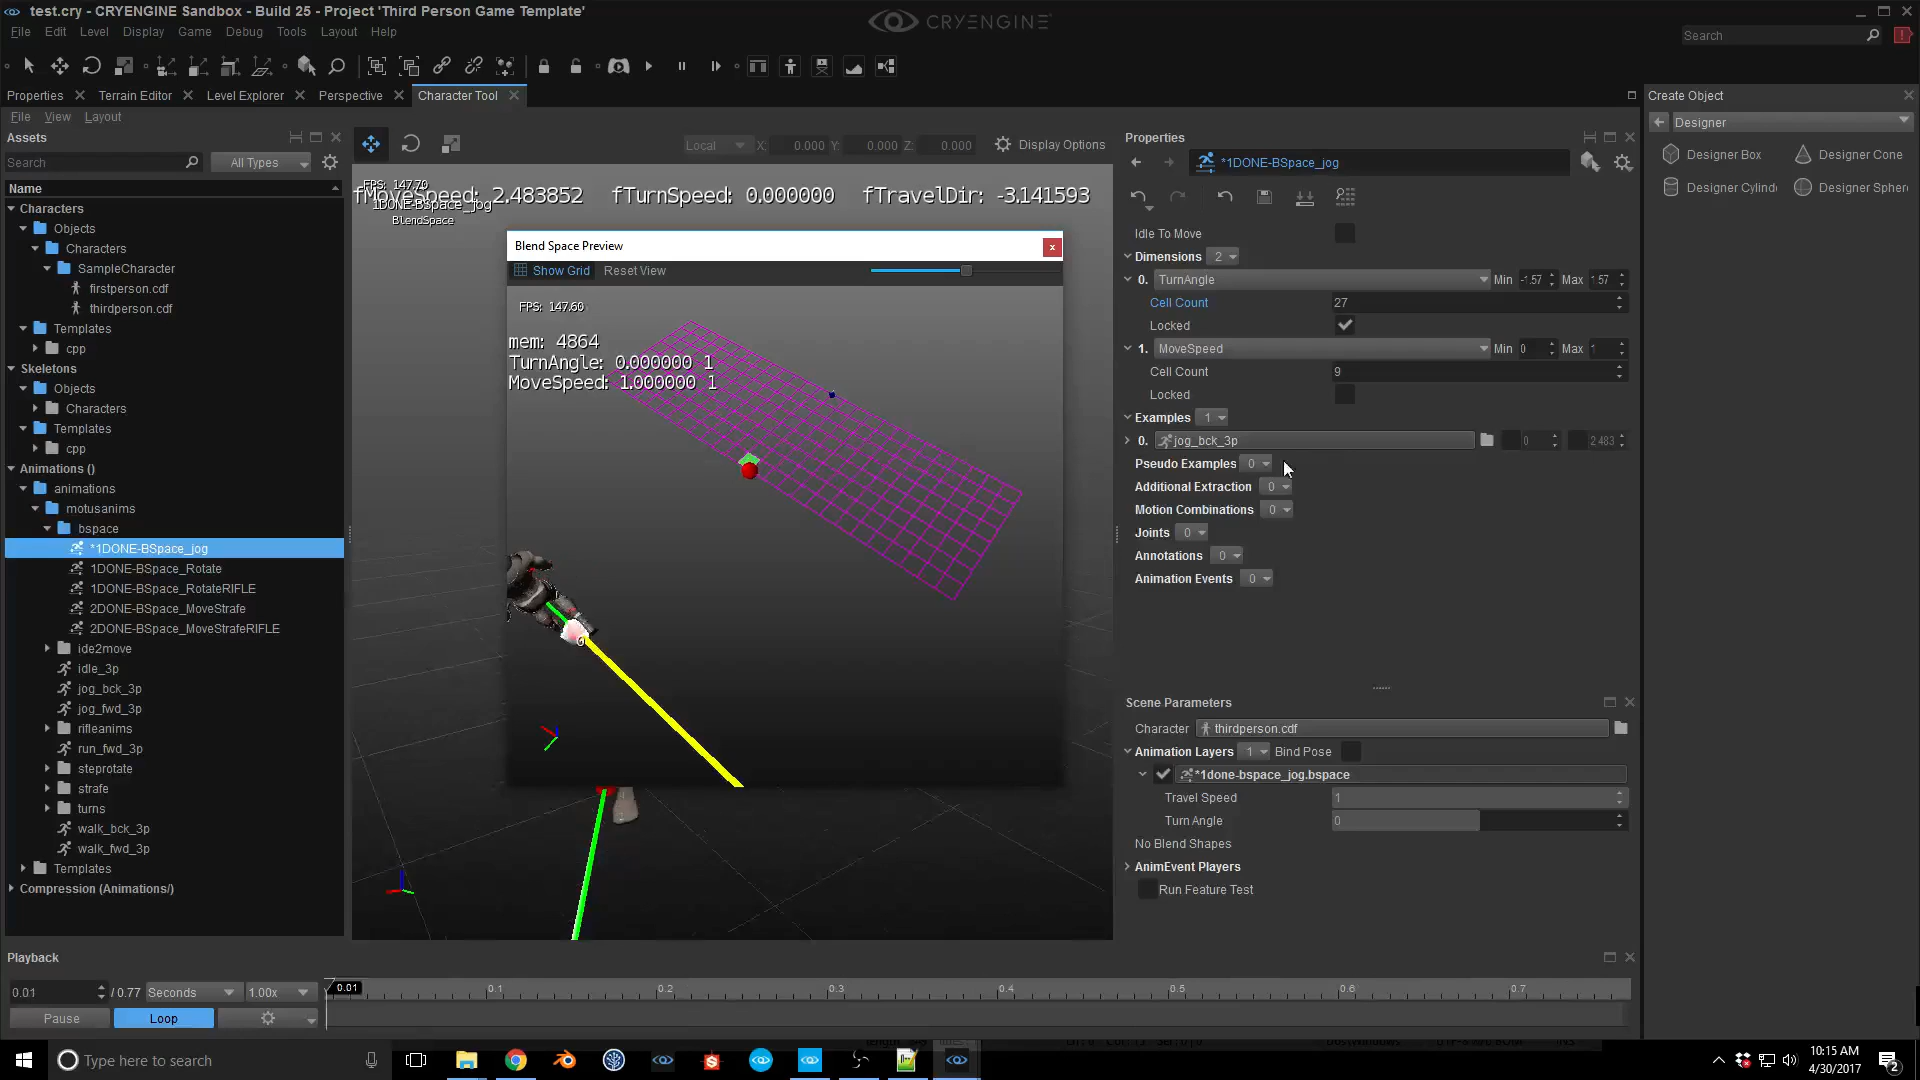 test.cry - CRYENGINE Sandbox - Build 25 - Project 'Third Person Game Template'
CRYENGINE
File Edit Level Display Game Debug Tools Layout Help
Search
Properties Terrain Editor Level Explorer Perspective Character Tool
Create Object
File View Layout
Designer
Assets
Search All Types
Local X: 0.000 Y: 0.000 Z: 0.000 Display Options
Properties
*1DONE-BSpace_jog
Designer Box Designer Cone
Designer Cylind Designer Sphere
Name
Characters
Objects
Characters
SampleCharacter
firstperson.cdf
thirdperson.cdf
Templates
cpp
Skeletons
Objects
Characters
Templates
cpp
Animations ()
animations
motusanims
bspace
*1DONE-BSpace_jog
1DONE-BSpace_Rotate
1DONE-BSpace_RotateRIFLE
2DONE-BSpace_MoveStrafe
2DONE-BSpace_MoveStrafeRIFLE
ide2move
idle_3p
jog_bck_3p
jog_fwd_3p
rifleanims
run_fwd_3p
steprotate
strafe
turns
walk_bck_3p
walk_fwd_3p
Templates
Compression (Animations/)
FPS: 147.70
fMoveSpeed: 2.483852 fTurnSpeed: 0.000000 fTravelDir: -3.141593
1DONE-BSpace_jog
BlendSpace
Blend Space Preview
Show Grid Reset View
FPS: 147.60
mem: 4864
TurnAngle: 0.000000 1
MoveSpeed: 1.000000 1
0
Idle To Move
Dimensions 2
0. TurnAngle Min -1.57 Max 1.57
Cell Count 27
Locked
1. MoveSpeed Min 0 Max 1
Cell Count 9
Locked
Examples 1
0. jog_bck_3p 0 2.483
Pseudo Examples 0
Additional Extraction 0
Motion Combinations 0
Joints 0
Annotations 0
Animation Events 0
Scene Parameters
Character thirdperson.cdf
Animation Layers 1 Bind Pose
*1done-bspace_jog.bspace
Travel Speed 1
Turn Angle 0
No Blend Shapes
AnimEvent Players
Run Feature Test
Playback
0.01 / 0.77 Seconds 1.00x
0.01 0.1 0.2 0.3 0.4 0.5 0.6 0.7
Pause Loop
Type here to search
10:15 AM
4/30/2017
2